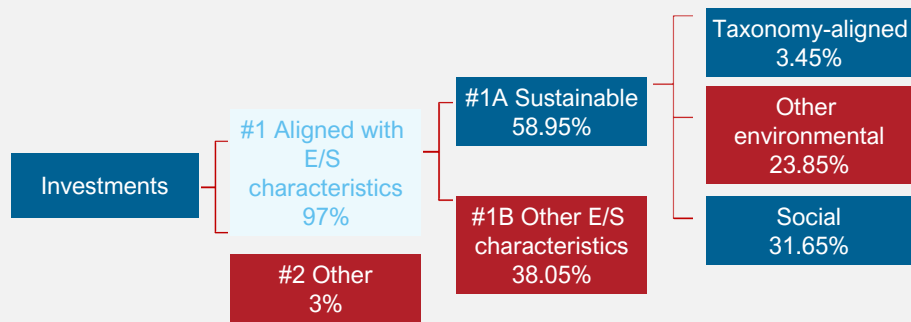 Investments
#1 Aligned with
E/S
characteristics
97%
#2 Other
3%
#1A Sustainable
58.95%
#1B Other E/S
characteristics
38.05%
Taxonomy-aligned
3.45%
Other
environmental
23.85%
Social
31.65%